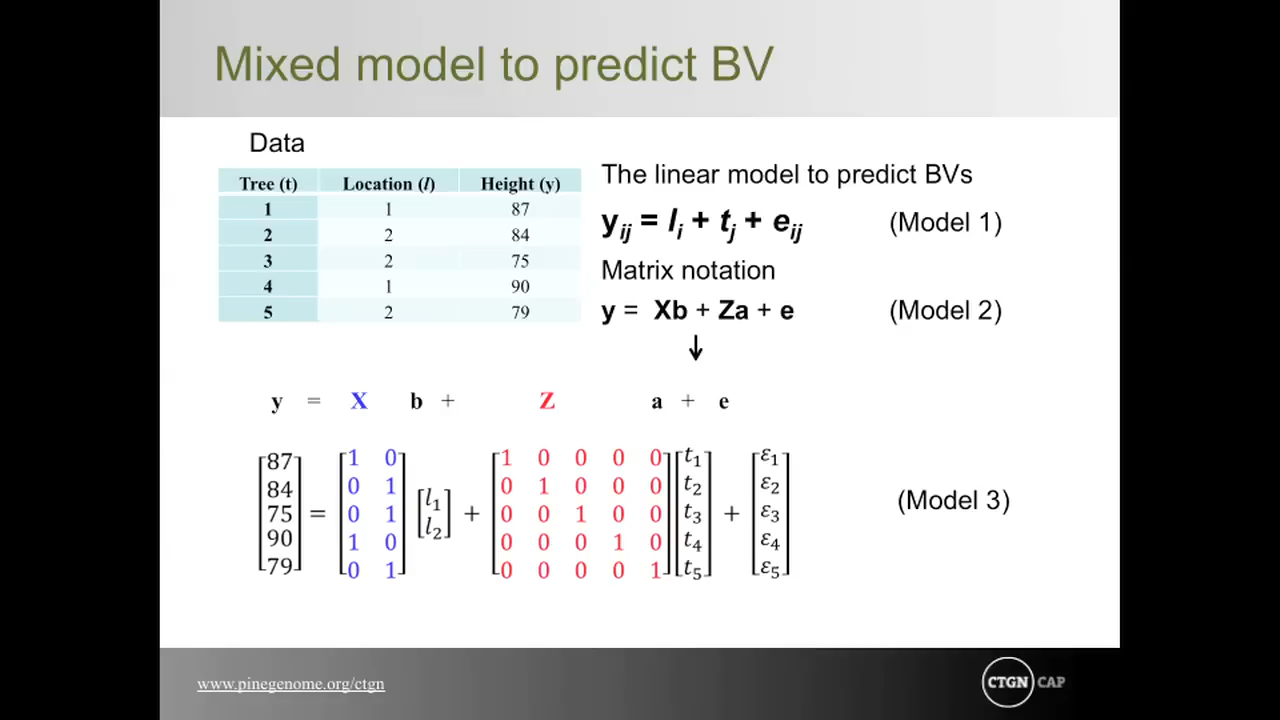 Mixed model to predict BV
Data
Tree (t) Location (l) Height (y)
1 1 87
2 2 84
3 2 75
4 1 90
5 2 79
The linear model to predict BVs
y_ij = l_i + t_j + e_ij (Model 1)
Matrix notation
y = Xb + Za + e (Model 2)
↓
y = X b + Z a + e
87 1 0 1 0 0 0 0 t₁ ε₁
84 0 1 l₁ 0 1 0 0 0 t₂ ε₂
75 = 0 1 + 0 0 1 0 0 t₃ + ε₃ (Model 3)
90 1 0 l₂ 0 0 0 1 0 t₄ ε₄
79 0 1 0 0 0 0 1 t₅ ε₅
www.pinegenome.org/ctgn
CTGN CAP